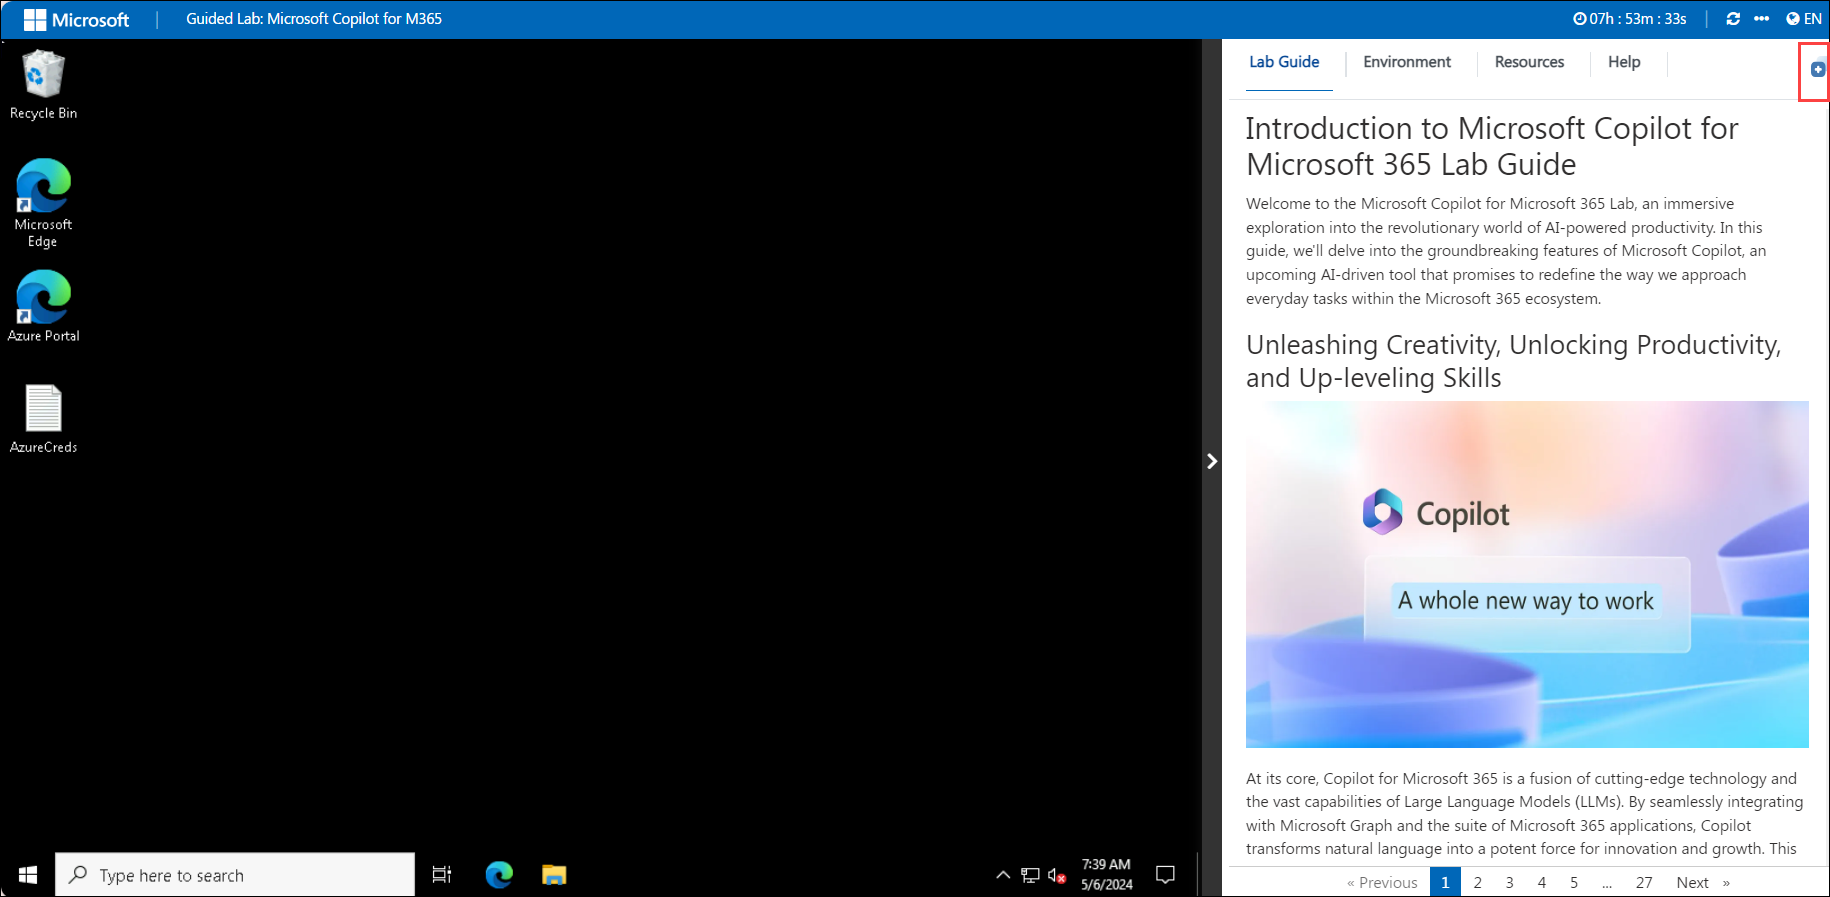 Microsoft
Guided Lab: Microsoft Copilot for M365
07h : 53m : 33s
EN
Recycle Bin
Microsoft
Edge
Azure Portal
AzureCreds
Type here to search
7:39 AM
5/6/2024
Lab Guide
Environment
Resources
Help
Introduction to Microsoft Copilot for
Microsoft 365 Lab Guide
Welcome to the Microsoft Copilot for Microsoft 365 Lab, an immersive
exploration into the revolutionary world of AI-powered productivity. In this
guide, we'll delve into the groundbreaking features of Microsoft Copilot, an
upcoming AI-driven tool that promises to redefine the way we approach
everyday tasks within the Microsoft 365 ecosystem.
Unleashing Creativity, Unlocking Productivity,
and Up-leveling Skills
Copilot
A whole new way to work
At its core, Copilot for Microsoft 365 is a fusion of cutting-edge technology and
the vast capabilities of Large Language Models (LLMs). By seamlessly integrating
with Microsoft Graph and the suite of Microsoft 365 applications, Copilot
transforms natural language into a potent force for innovation and growth. This
« Previous 1 2 3 4 5 ... 27 Next »